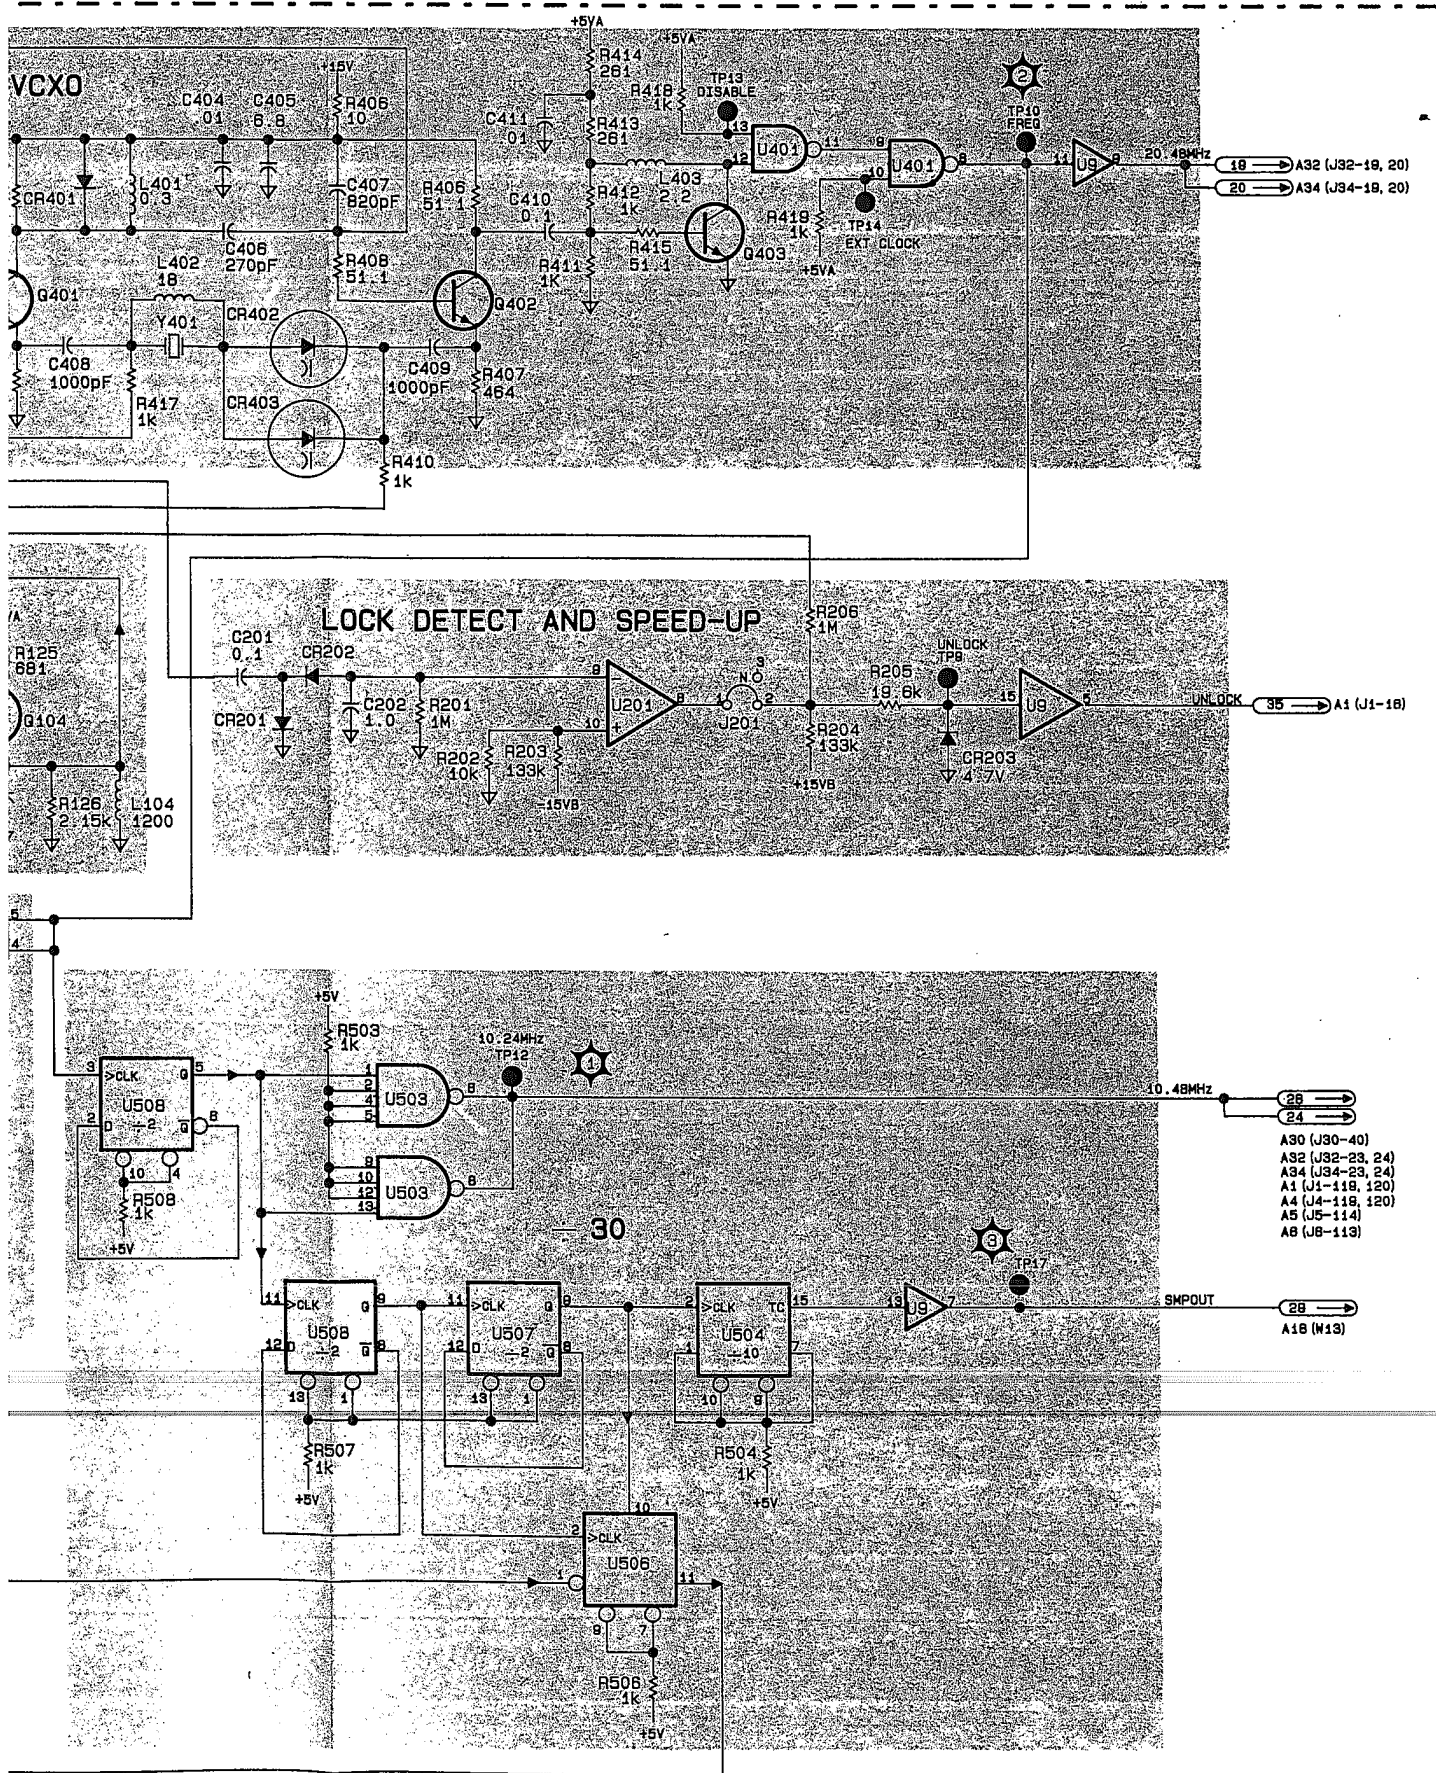 +5VA
VCXO
+15V
C404
.01
C405
6.8
R406
10
C411
.01
R414
261
R413
261
+5VA
R418
1k
TP13
DISABLE
13
12
U401
11
9
10
U401
8
2
TP10
FREQ
11
U9
9
20.48MHz
19
A32 (J32-19, 20)
20
A34 (J34-19, 20)
CR401
L401
0.3
C407
820pF
R406
51.1
C410
0.1
R412
1k
L403
2.2
R419
1k
TP14
EXT CLOCK
+5VA
C406
270pF
R408
51.1
R411
1K
R415
51.1
Q403
Q401
L402
18
Y401
CR402
Q402
C408
1000pF
R417
1k
CR403
C409
1000pF
R407
464
R410
1k
LOCK DETECT AND SPEED-UP
VA
R125
681
Q104
R126
2.15k
L104
1200
C201
0.1
CR202
CR201
C202
1.0
R201
1M
9
10
+
U201
8
R202
10k
R203
133k
-15VB
N
3
1
2
J201
R206
1M
R204
133k
+15VB
R205
19.6k
UNLOCK
TP9
CR203
4.7V
15
U9
5
UNLOCK
35
A1 (J1-16)
5
4
+5V
R503
1k
10.24MHz
TP12
1
3
>CLK
Q
5
U508
÷2
2
D
Q
6
10
4
R508
1k
+5V
1
2
4
5
U503
6
9
10
12
13
U503
8
10.48MHz
26
24
A30 (J30-40)
A32 (J32-23, 24)
A34 (J34-23, 24)
A1 (J1-119, 120)
A4 (J4-119, 120)
A5 (J5-114)
A6 (J6-113)
÷ 30
3
TP17
11
>CLK
Q
9
U508
÷2
12
D
Q
8
13
1
R507
1k
+5V
11
>CLK
Q
9
U507
÷2
12
D
Q
8
13
1
2
>CLK
TC
15
U504
÷10
1
7
10
9
R504
1k
+5V
13
U9
7
SMPOUT
28
A18 (W13)
10
2
>CLK
U506
1
11
9
7
R506
1k
+5V